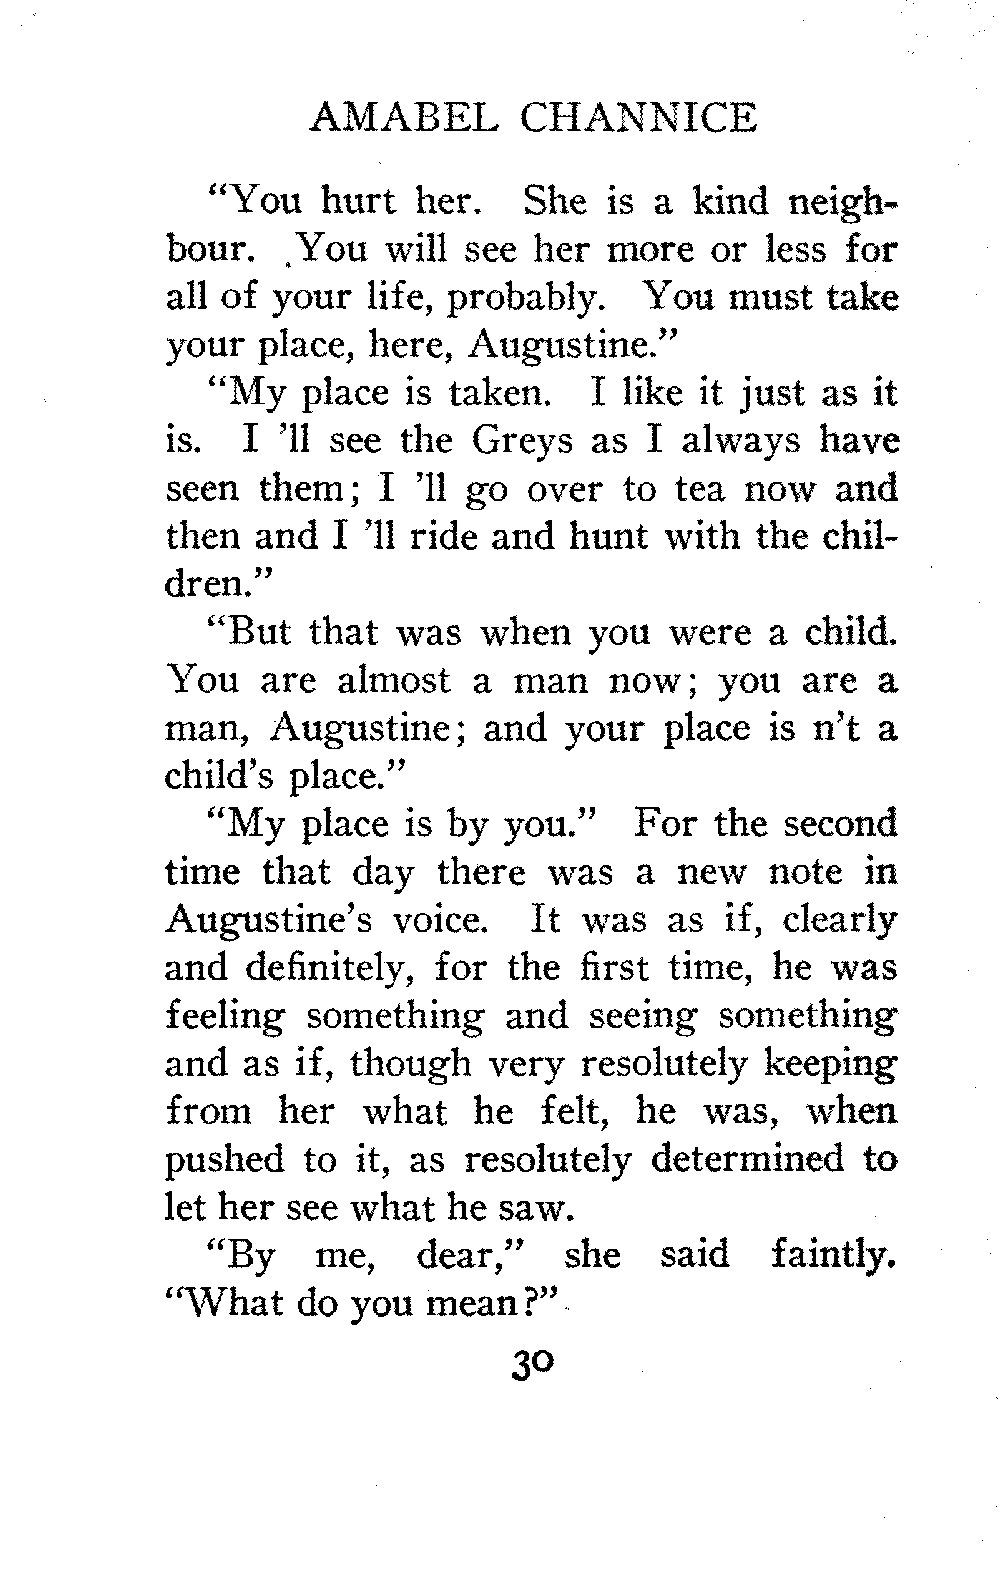 AMABEL CHANNICE
“You hurt her. She is a kind neigh-
bour. You will see her more or less for
all of your life, probably. You must take
your place, here, Augustine.”
“My place is taken. I like it just as it
is. I ’ll see the Greys as I always have
seen them; I ’ll go over to tea now and
then and I ’ll ride and hunt with the chil-
dren.”
“But that was when you were a child.
You are almost a man now; you are a
man, Augustine; and your place is n’t a
child’s place.”
“My place is by you.” For the second
time that day there was a new note in
Augustine’s voice. It was as if, clearly
and definitely, for the first time, he was
feeling something and seeing something
and as if, though very resolutely keeping
from her what he felt, he was, when
pushed to it, as resolutely determined to
let her see what he saw.
“By me, dear,” she said faintly.
“What do you mean?”
30